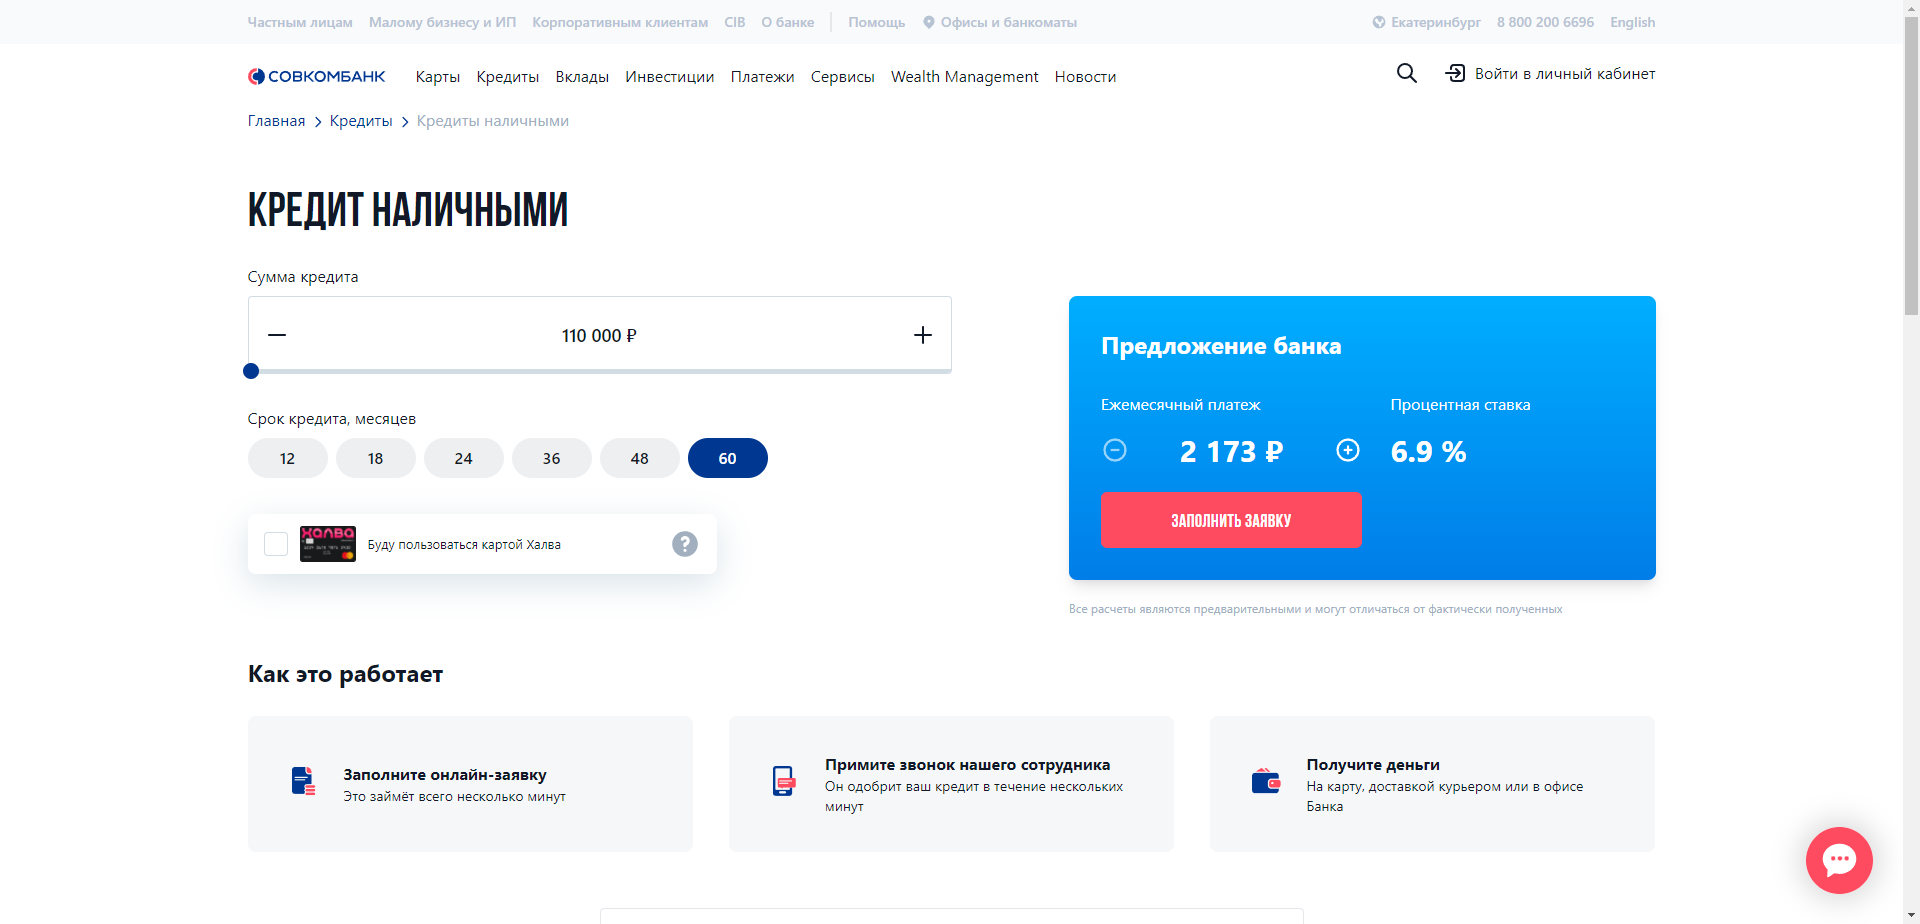 Частным лицам Малому бизнесу и ИП Корпоративным клиентам CIB О банке Помощь Офисы и банкоматы Екатеринбург 8 800 200 6696 English
СОВКОМБАНК Карты Кредиты Вклады Инвестиции Платежи Сервисы Wealth Management Новости Войти в личный кабинет
Главная Кредиты Кредиты наличными
КРЕДИТ НАЛИЧНЫМИ
Сумма кредита
110 000 ₽
Срок кредита, месяцев
12 18 24 36 48 60
ХАЛВА
Буду пользоваться картой Халва ?
Предложение банка
Ежемесячный платеж Процентная ставка
2 173 ₽ 6.9 %
ЗАПОЛНИТЬ ЗАЯВКУ
Все расчеты являются предварительными и могут отличаться от фактически полученных
Как это работает
Заполните онлайн-заявку
Это займёт всего несколько минут
Примите звонок нашего сотрудника
Он одобрит ваш кредит в течение нескольких
минут
Получите деньги
На карту, доставкой курьером или в офисе
Банка